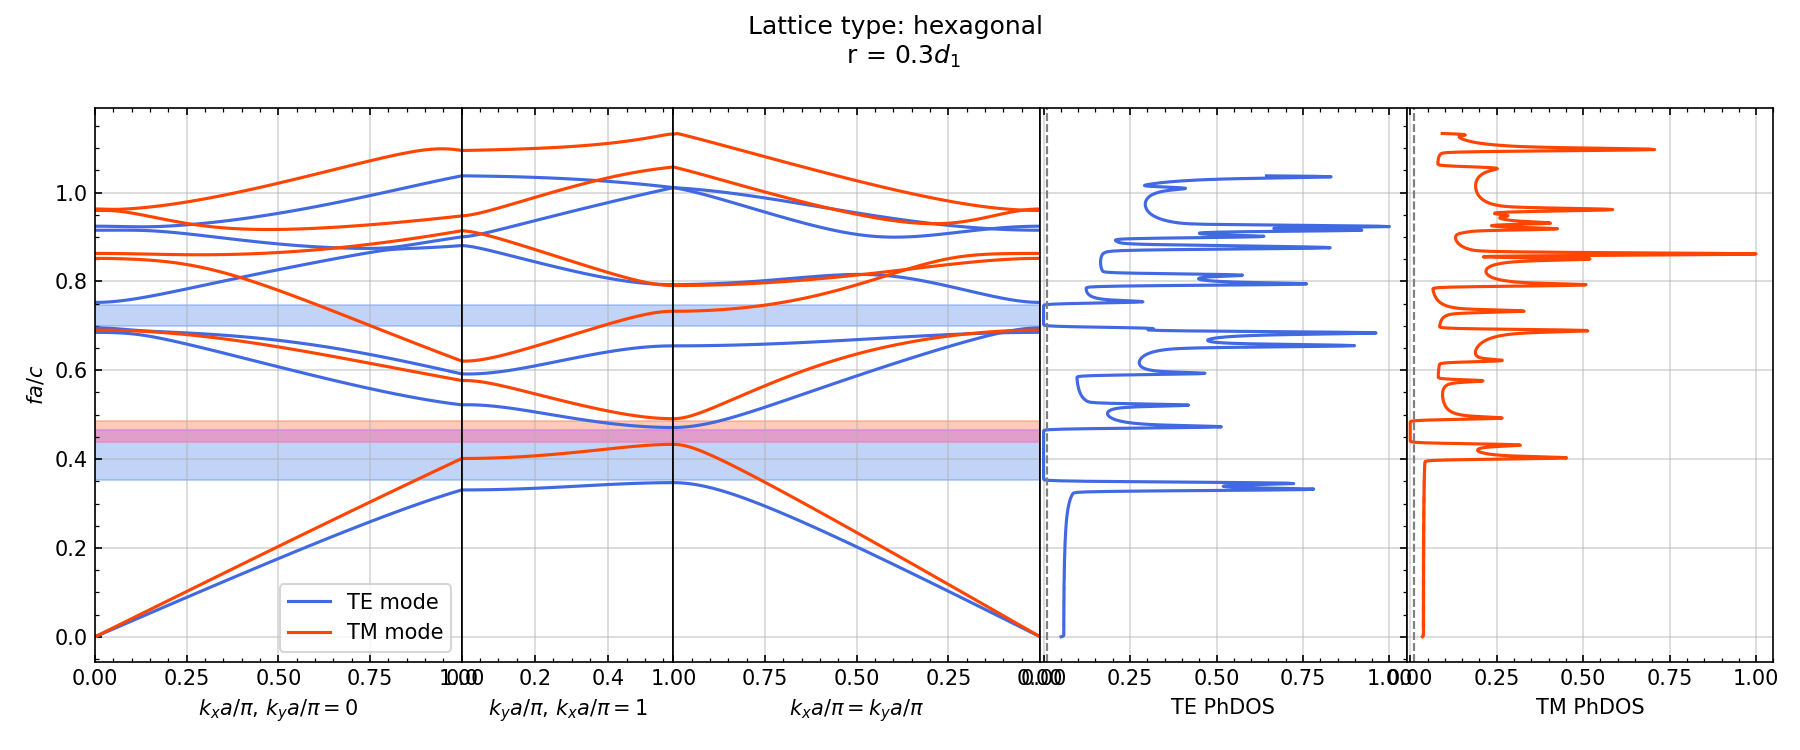 Lattice type: hexagonal
r = 0.3d₁
fa/c
1.0
0.8
0.6
0.4
0.2
0.0
TE mode
TM mode
0.00 0.25 0.50 0.75 1.00 0.0 0.2 0.4 1.00 0.75 0.50 0.25 0.00 0.00 0.25 0.50 0.75 1.00 0.00 0.25 0.50 0.75 1.00
kₓa/π, kᵧa/π = 0
kᵧa/π, kₓa/π = 1
kₓa/π = kᵧa/π
TE PhDOS
TM PhDOS